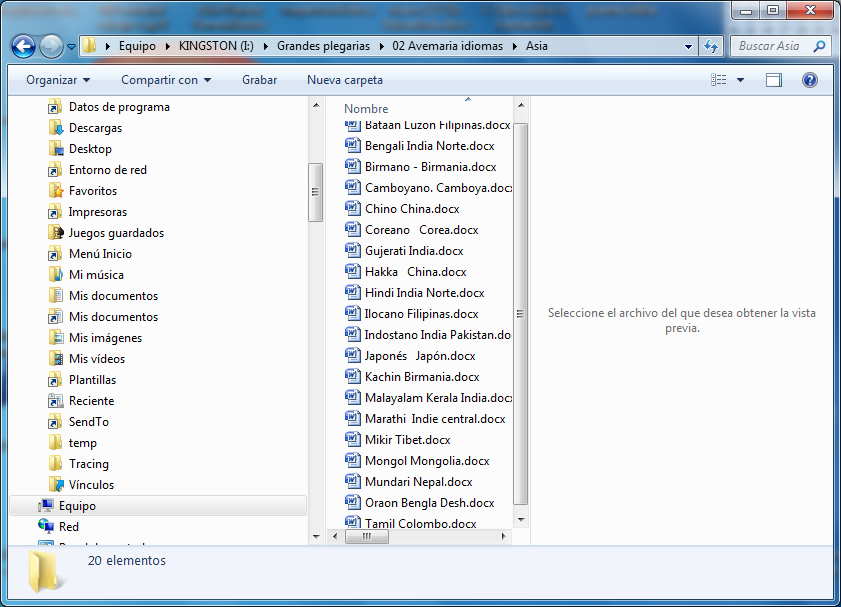 Equipo KINGSTON (I:) Grandes plegarias 02 Avemaria idiomas Asia
Buscar Asia
Organizar Compartir con Grabar Nueva carpeta
Datos de programa
Descargas
Desktop
Entorno de red
Favoritos
Impresoras
Juegos guardados
Menú Inicio
Mi música
Mis documentos
Mis documentos
Mis imágenes
Mis vídeos
Plantillas
Reciente
SendTo
temp
Tracing
Vínculos
Equipo
Red
Nombre
Bataan Luzon Filipinas.docx
Bengali India Norte.docx
Birmano - Birmania.docx
Camboyano. Camboya.docx
Chino China.docx
Coreano Corea.docx
Gujerati India.docx
Hakka China.docx
Hindi India Norte.docx
Ilocano Filipinas.docx
Indostano India Pakistan.do
Japonés Japón.docx
Kachin Birmania.docx
Malayalam Kerala India.docx
Marathi Indie central.docx
Mikir Tibet.docx
Mongol Mongolia.docx
Mundari Nepal.docx
Oraon Bengla Desh.docx
Tamil Colombo.docx
Seleccione el archivo del que desea obtener la vista
previa.
20 elementos